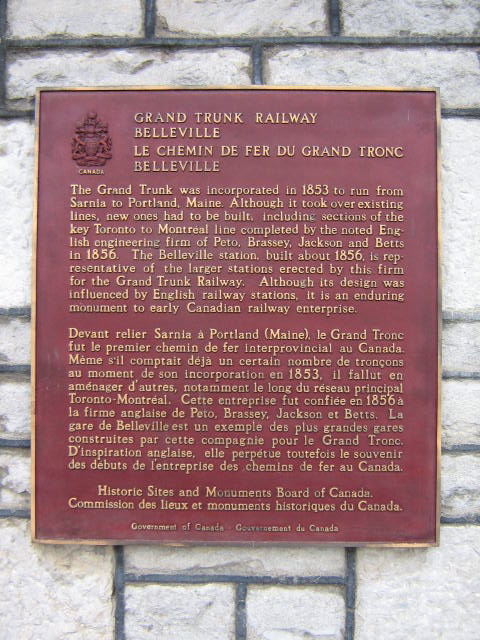 CANADA
GRAND TRUNK RAILWAY
BELLEVILLE
LE CHEMIN DE FER DU GRAND TRONC
BELLEVILLE
The Grand Trunk was incorporated in 1853 to run from
Sarnia to Portland, Maine. Although it took over existing
lines, new ones had to be built, including sections of the
key Toronto to Montréal line completed by the noted Eng-
lish engineering firm of Peto, Brassey, Jackson and Betts
in 1856. The Belleville station, built about 1856, is rep-
resentative of the larger stations erected by this firm
for the Grand Trunk Railway. Although its design was
influenced by English railway stations, it is an enduring
monument to early Canadian railway enterprise.
Devant relier Sarnia à Portland (Maine), le Grand Tronc
fut le premier chemin de fer interprovincial au Canada.
Même s'il comptait déjà un certain nombre de tronçons
au moment de son incorporation en 1853, il fallut en
aménager d'autres, notamment le long du réseau principal
Toronto-Montréal. Cette entreprise fut confiée en 1856 à
la firme anglaise de Peto, Brassey, Jackson et Betts. La
gare de Belleville est un exemple des plus grandes gares
construites par cette compagnie pour le Grand Tronc.
D'inspiration anglaise, elle perpétue toutefois le souvenir
des débuts de l'entreprise des chemins de fer au Canada.
Historic Sites and Monuments Board of Canada.
Commission des lieux et monuments historiques du Canada.
Government of Canada - Gouvernement du Canada